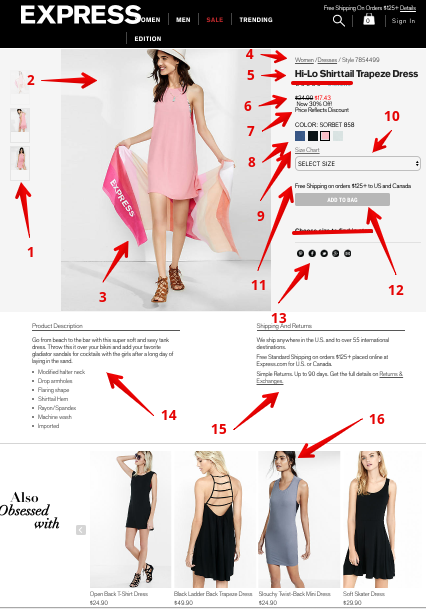 Free Shipping On Orders $125+ Details
EXPRESS
OMEN
MEN
SALE
TRENDING
0
Sign In
EDITION
4
Women / Dresses / Style 7854499
5
Hi-Lo Shirttail Trapeze Dress
2
6
$24.90 $17.43
Now 30% Off!
Price Reflects Discount
7
10
COLOR: SORBET 858
8
Size Chart
SELECT SIZE
EXPRESS
Free Shipping on orders $125+ to US and Canada
9
ADD TO BAG
1
3
11
12
13
Product Description
Shipping And Returns
Go from beach to the bar with this super soft and sexy tank
dress. Throw this it over your bikini and add your favorite
gladiator sandals for cocktails with the girls after a long day of
laying in the sand.
Modified halter neck
Drop armholes
Flaring shape
Shirttail Hem
Rayon/Spandex
Machine wash
Imported
We ship anywhere in the U.S. and to over 55 international
destinations.
Free Standard Shipping on orders $125+ placed online at
Express.com for U.S. or Canada.
Simple Returns. Up to 90 days. Get the full details on Returns &
Exchanges.
14
15
16
Also
Obsessed
with
Open Back T-Shirt Dress
$24.90
Black Ladder Back Trapeze Dress
$49.90
Slouchy Twist-Back Mini Dress
$24.90
Soft Skater Dress
$29.90